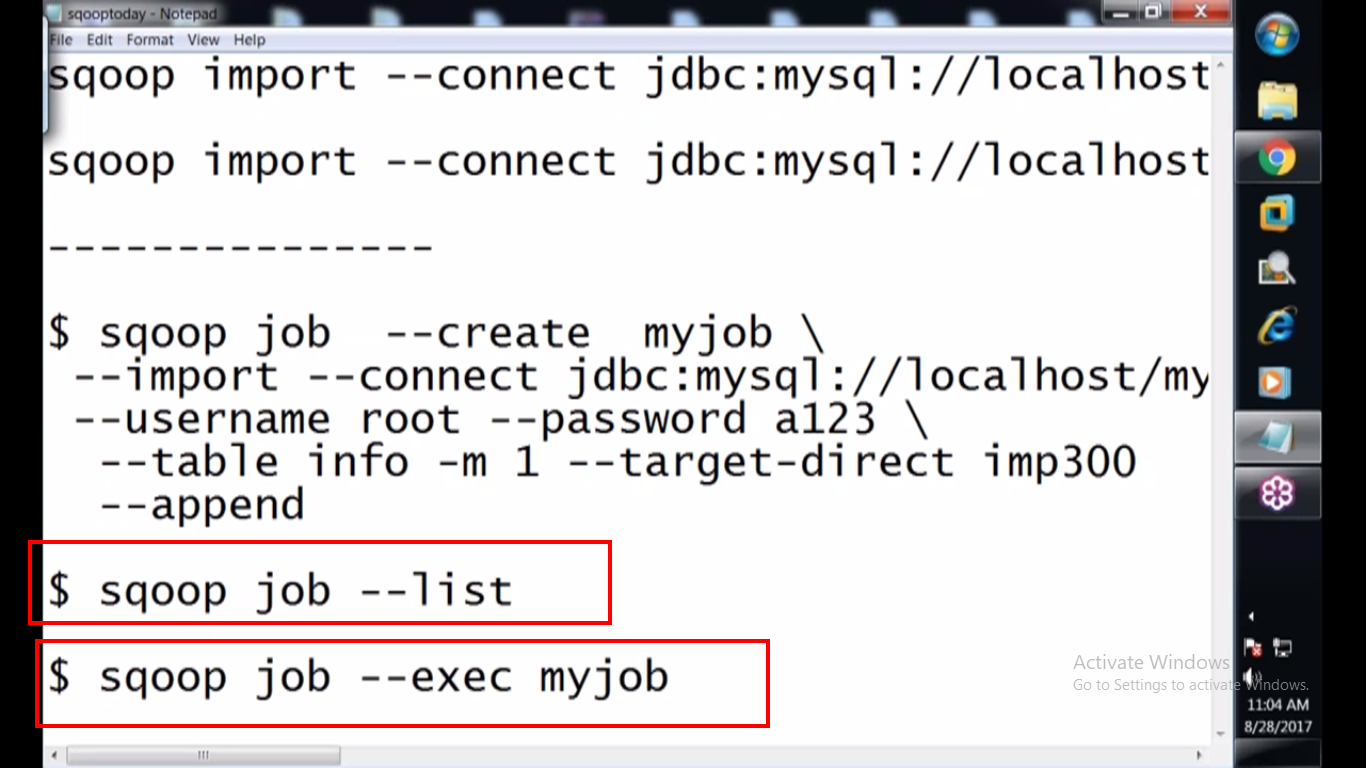 sqooptoday - Notepad
File Edit Format View Help
sqoop import --connect jdbc:mysql://localhost
sqoop import --connect jdbc:mysql://localhost
---------------
$ sqoop job --create myjob \
--import --connect jdbc:mysql://localhost/my
--username root --password a123 \
--table info -m 1 --target-direct imp300
--append
$ sqoop job --list
$ sqoop job --exec myjob
Activate Windows
Go to Settings to activate Windows.
11:04 AM
8/28/2017